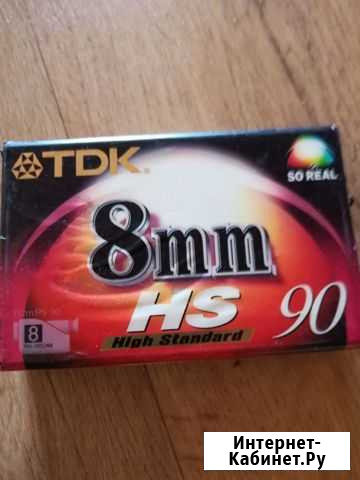 TDK.
SO REAL
8mm
HS
High Standard
90
8
Интернет-
Кабинет.Ру